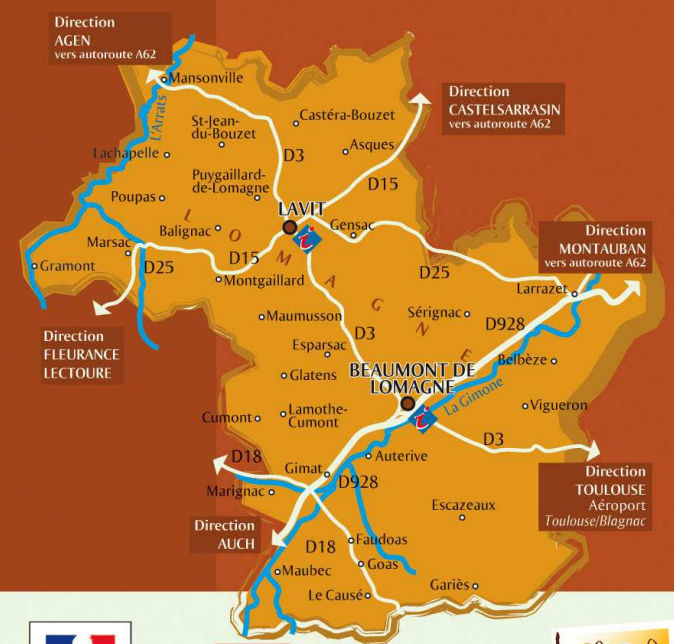 Direction
AGEN
vers autoroute A62
Mansonville
L'Arrats
St-Jean-
du-Bouzet
Castéra-Bouzet
Direction
CASTELSARRASIN
vers autoroute A62
Lachapelle
D3
Asques
Puygaillard-
de-Lomagne
D15
Poupas
LAVIT
Balignac
Gensac
LOMAGNE
Marsac
Direction
MONTAUBAN
vers autoroute A62
Gramont
D25
D15
Montgaillard
D25
Larrazet
Maumusson
Sérignac
D928
Direction
FLEURANCE
LECTOURE
D3
Esparsac
Belbèze
Glatens
BEAUMONT DE
LOMAGNE
La Gimone
Cumont
Lamothe-
Cumont
Vigueron
D3
D18
Auterive
Gimat
D928
Marignac
Direction
TOULOUSE
Aéroport
Toulouse/Blagnac
Escazeaux
Direction
AUCH
D18
Faudoas
Maubec
Goas
Le Causé
Gariès